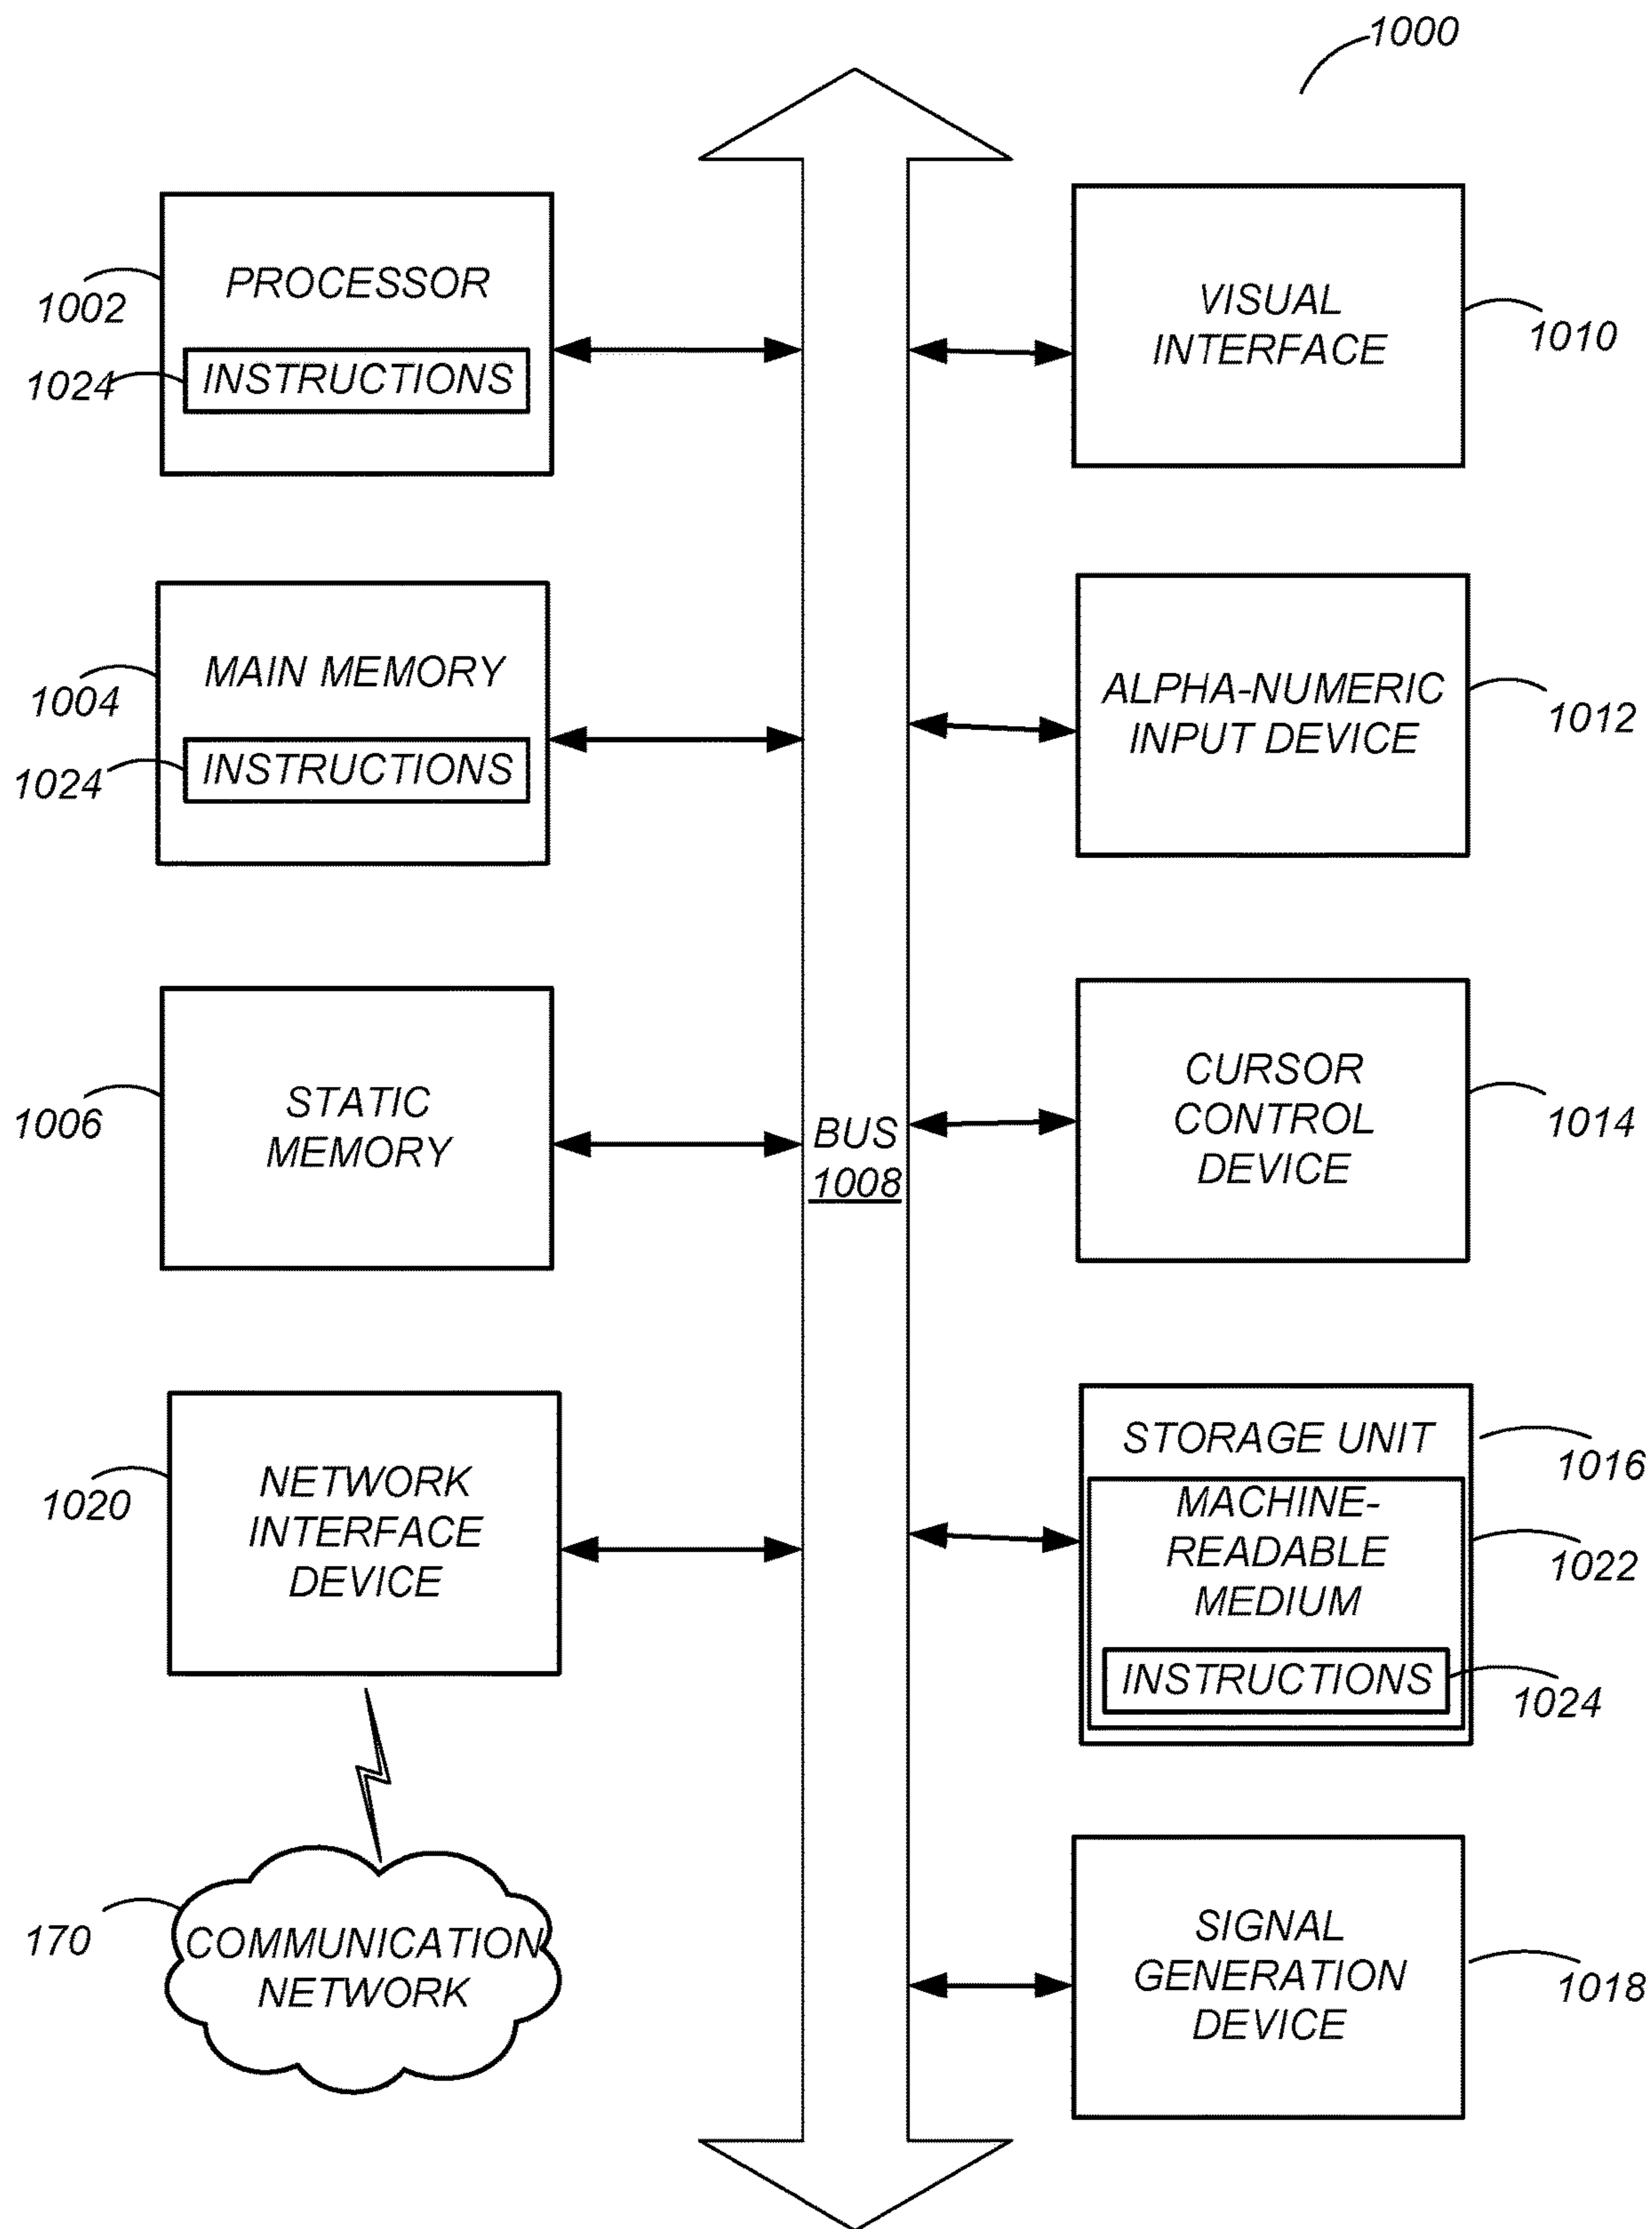 1000
PROCESSOR
1002
1024
INSTRUCTIONS
VISUAL
INTERFACE
1010
MAIN MEMORY
1004
1024
INSTRUCTIONS
ALPHA-NUMERIC
INPUT DEVICE
1012
STATIC
MEMORY
1006
BUS
1008
CURSOR
CONTROL
DEVICE
1014
NETWORK
INTERFACE
DEVICE
1020
STORAGE UNIT
1016
MACHINE-
READABLE
MEDIUM
1022
INSTRUCTIONS
1024
170
COMMUNICATION
NETWORK
SIGNAL
GENERATION
DEVICE
1018